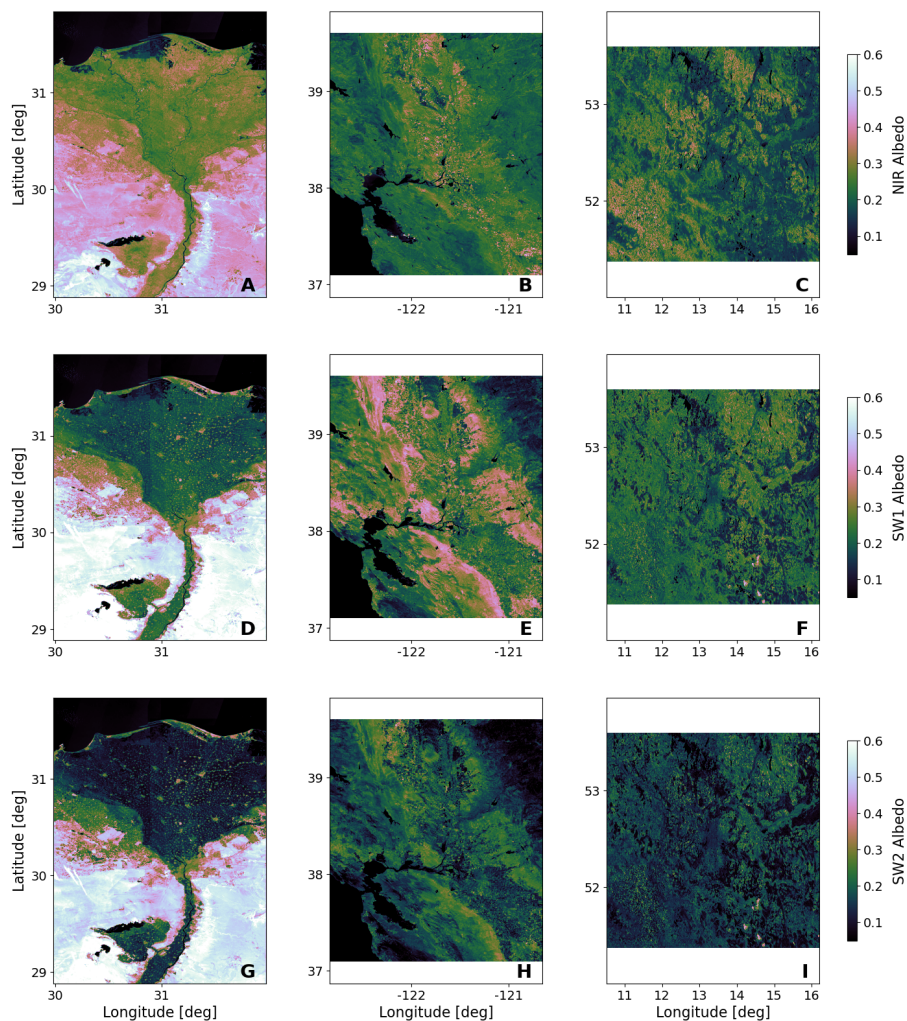 Latitude [deg]
31
30
29
30
31
A
39
38
37
-122
-121
B
53
52
11 12 13 14 15 16
C
0.6
0.5
0.4
0.3
0.2
0.1
NIR Albedo
Latitude [deg]
31
30
29
30
31
D
39
38
37
-122
-121
E
53
52
11 12 13 14 15 16
F
0.6
0.5
0.4
0.3
0.2
0.1
SW1 Albedo
Latitude [deg]
31
30
29
30
31
Longitude [deg]
G
39
38
37
-122
-121
Longitude [deg]
H
53
52
11 12 13 14 15 16
Longitude [deg]
I
0.6
0.5
0.4
0.3
0.2
0.1
SW2 Albedo